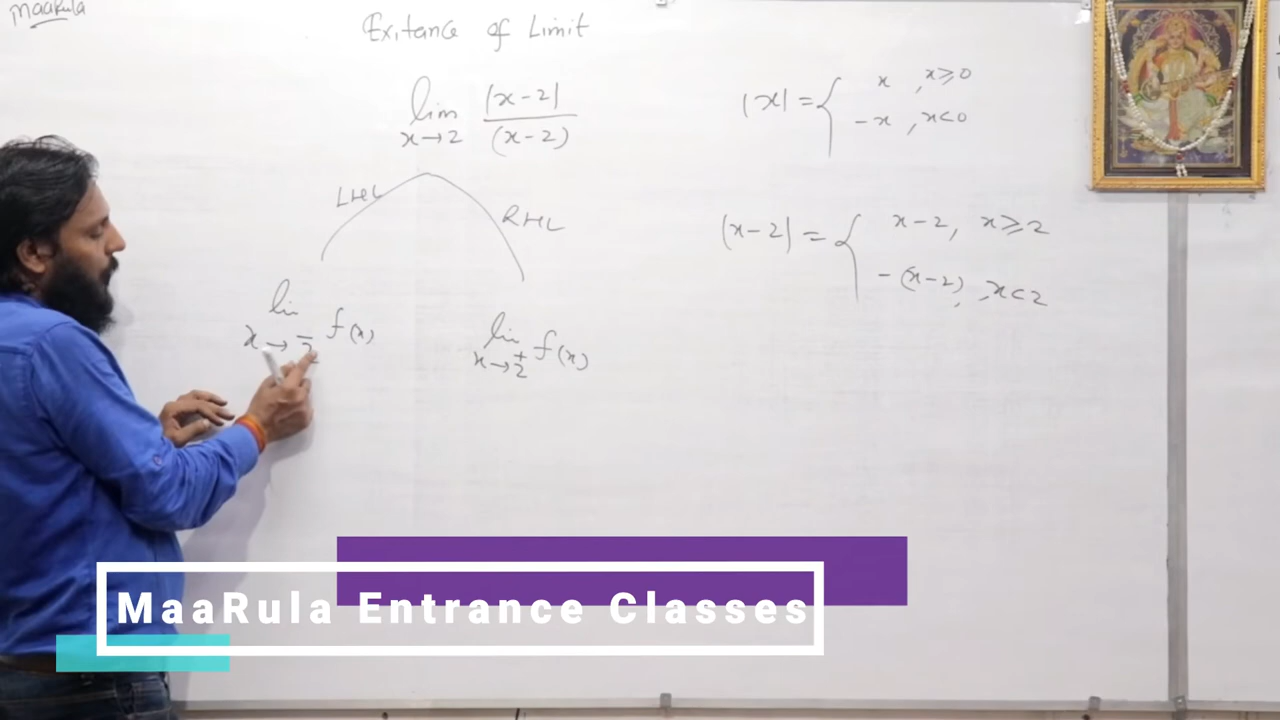 maaRula
Exitance of Limit
lim x→2 |x-2| / (x-2)
|x| = { x , x≥0
-x , x<0
LHL
RHL
|x-2| = { x-2, x≥2
-(x-2), x<2
lim x→2⁻ f(x)
lim x→2⁺ f(x)
MaaRula Entrance Classes